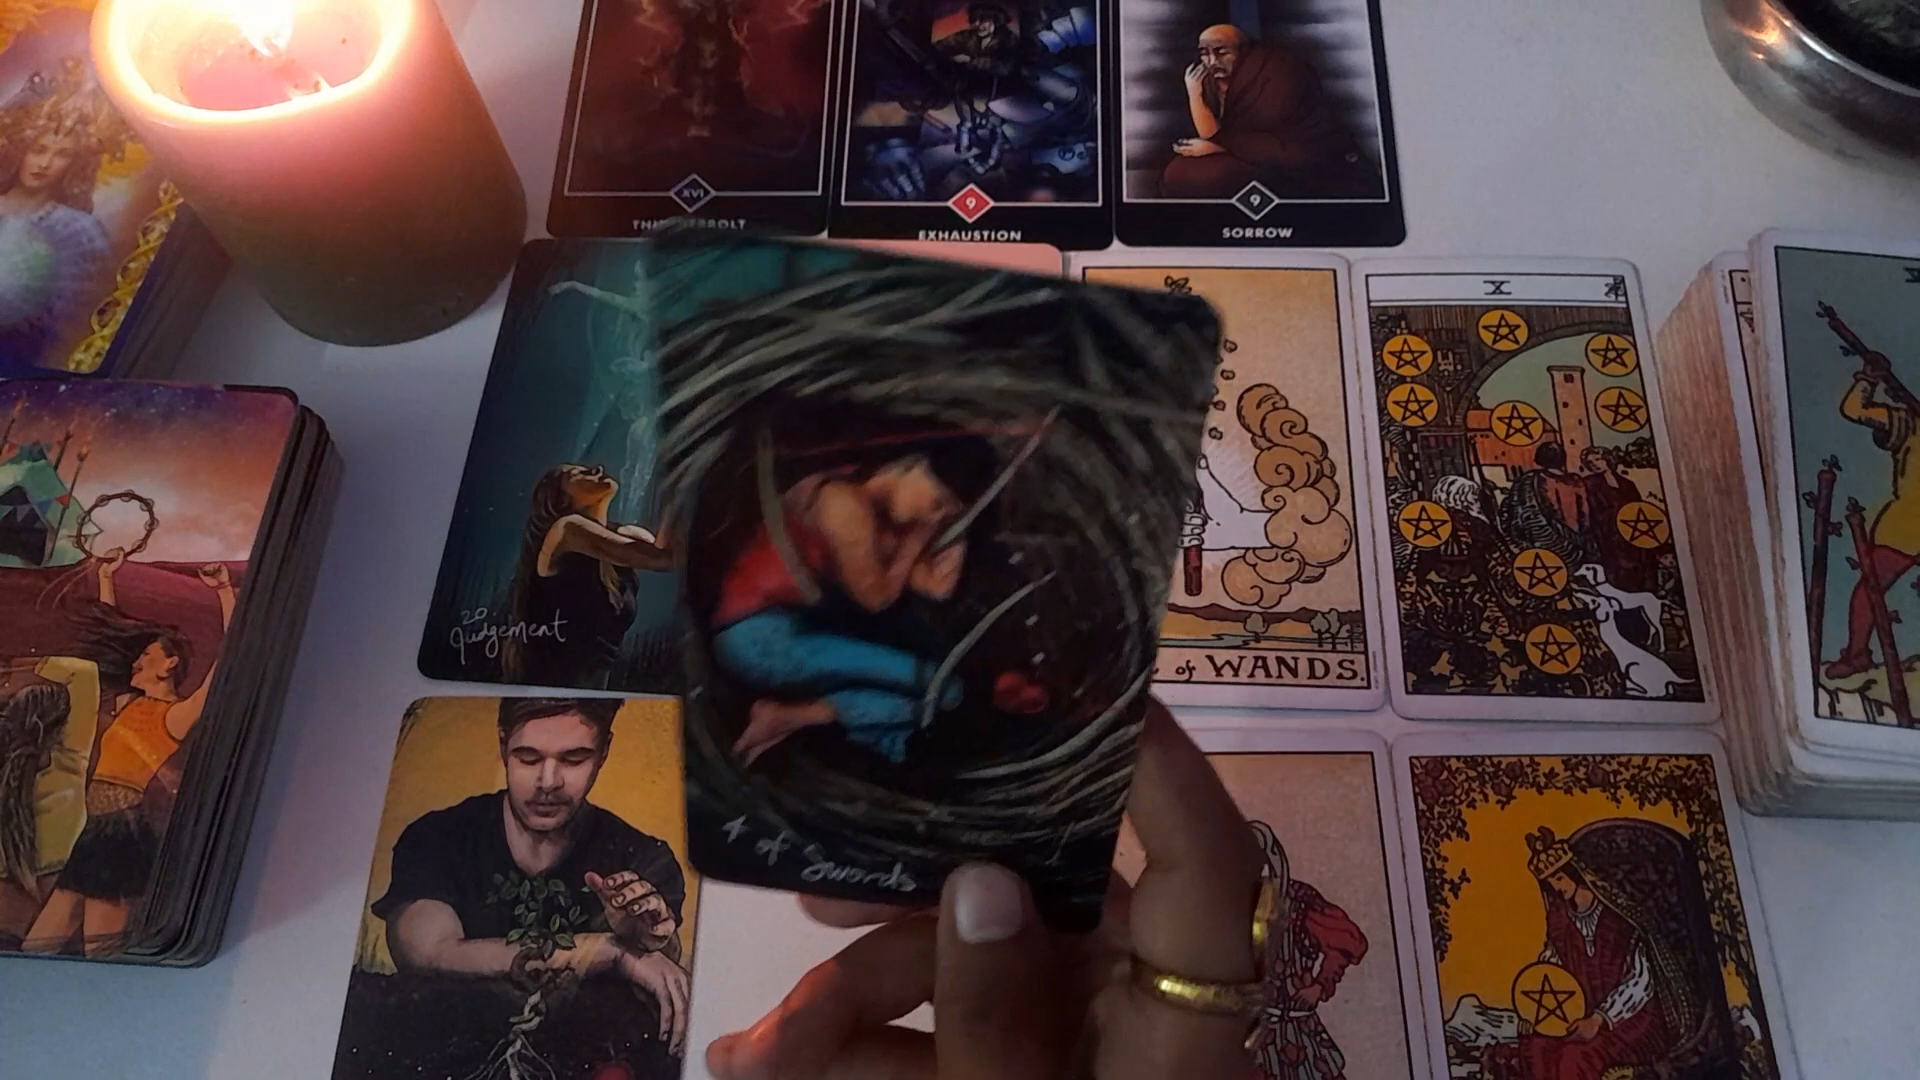 XVI
9
EXHAUSTION
9
SORROW
X
20
Judgement
of WANDS.
4 of Swords